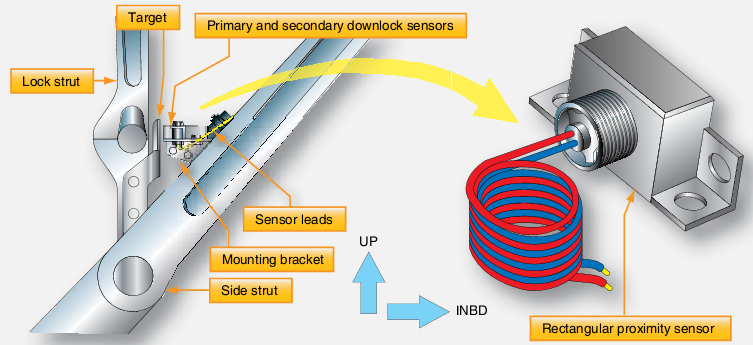 Target
Primary and secondary downlock sensors
Lock strut
Sensor leads
Mounting bracket
Side strut
UP
INBD
Rectangular proximity sensor